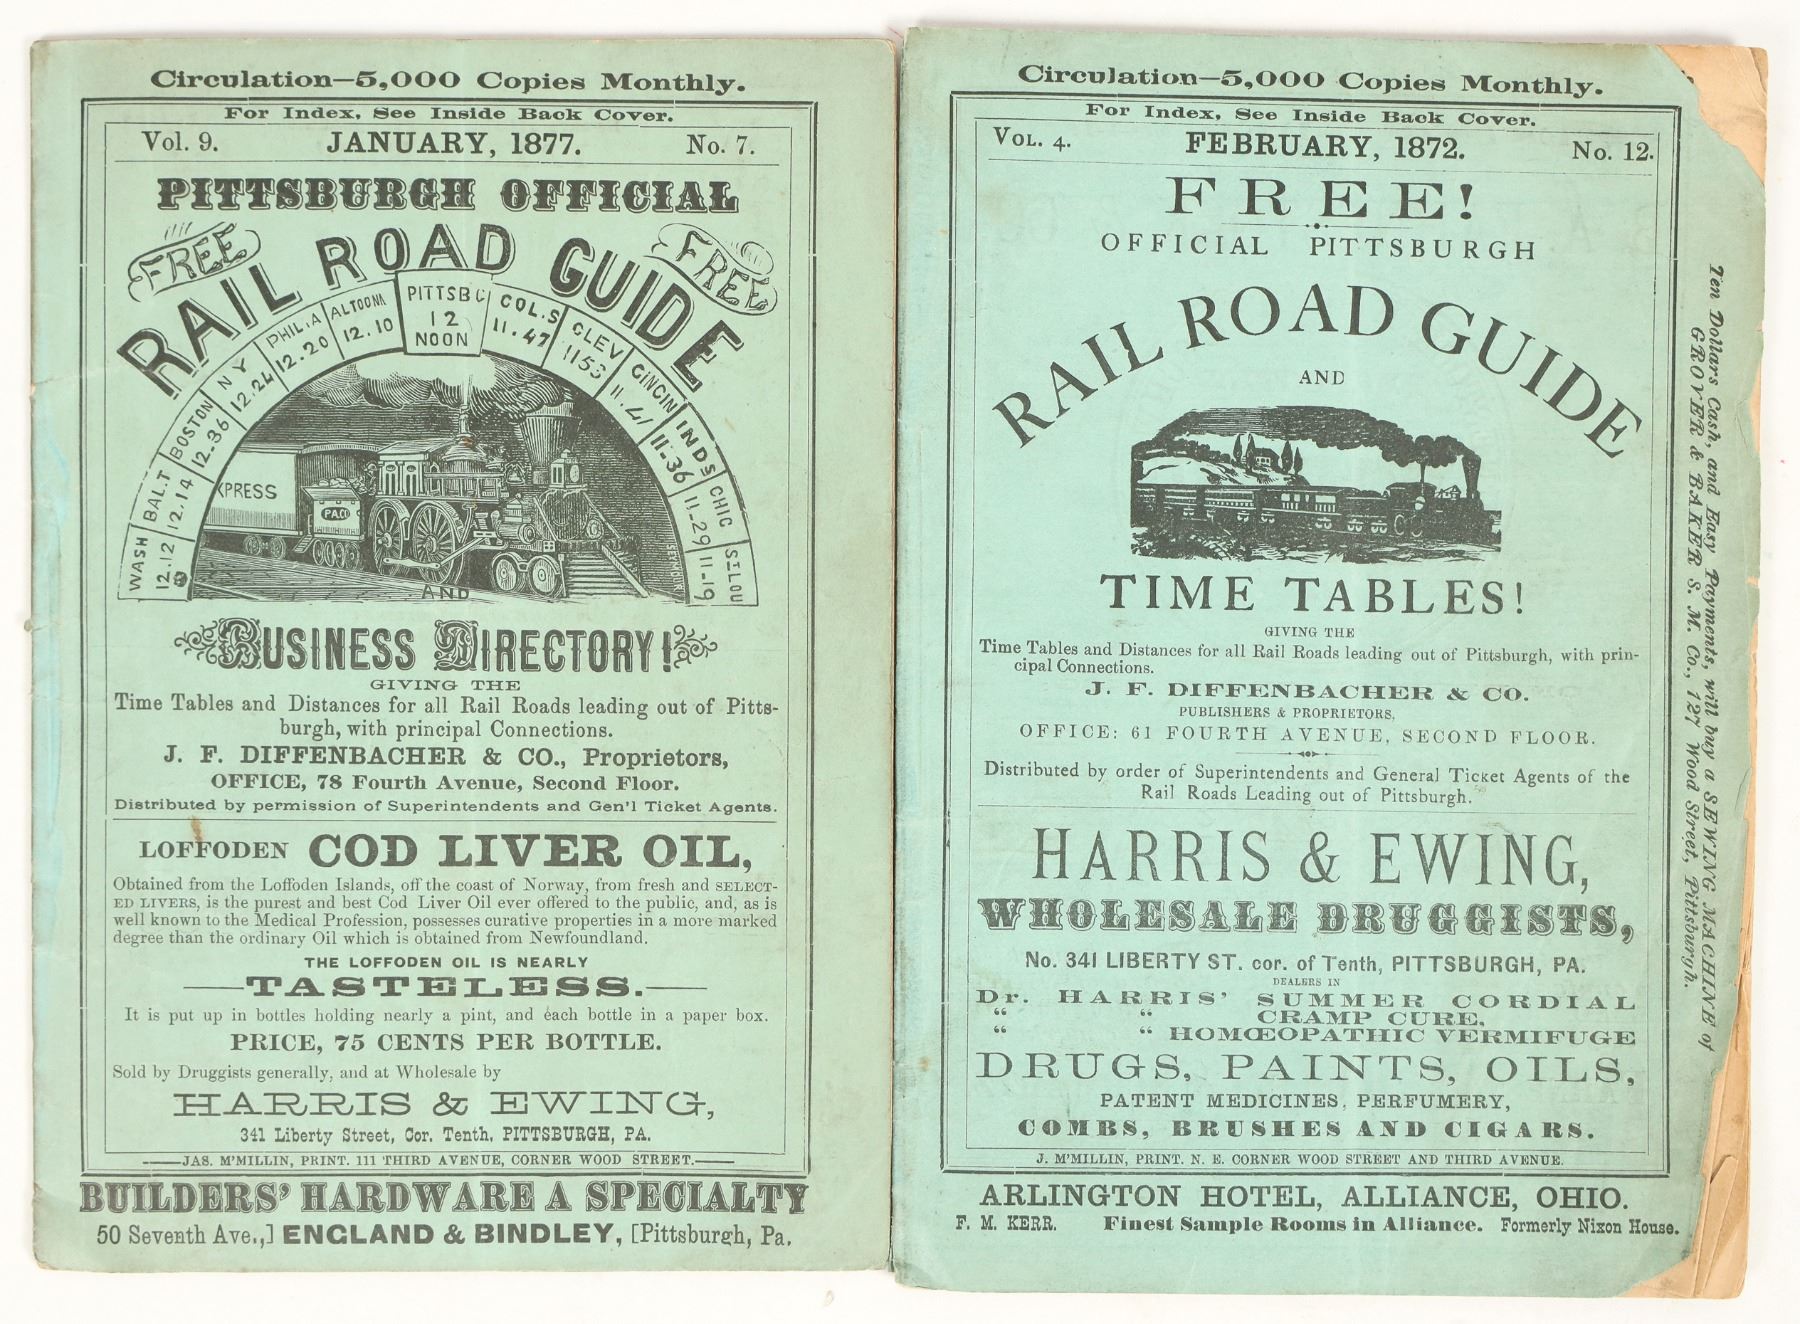 Circulation—5,000 Copies Monthly.
For Index, See Inside Back Cover.
Vol. 9. JANUARY, 1877. No. 7.
PITTSBURGH OFFICIAL
FREE RAIL ROAD GUIDE FREE
WASH 12.12
BAL.T 12.14
BOSTON 12.36
N Y 12.24
PHIL.A 12.20
ALTOONA 12.10
PITTSBG 12 NOON
COL.S 11.47
CLEV 1153
CINCIN 11.41
INDS 11-36
CHIC 11-29
ST.LOU 11-19
XPRESS
P.A.Co
AND
BUSINESS DIRECTORY!
GIVING THE
Time Tables and Distances for all Rail Roads leading out of Pitts-
burgh, with principal Connections.
J. F. DIFFENBACHER & CO., Proprietors,
OFFICE, 78 Fourth Avenue, Second Floor.
Distributed by permission of Superintendents and Gen'l Ticket Agents.
LOFFODEN COD LIVER OIL,
Obtained from the Loffoden Islands, off the coast of Norway, from fresh and SELECT-
ED LIVERS, is the purest and best Cod Liver Oil ever offered to the public, and, as is
well known to the Medical Profession, possesses curative properties in a more marked
degree than the ordinary Oil which is obtained from Newfoundland.
THE LOFFODEN OIL IS NEARLY
—TASTELESS.—
It is put up in bottles holding nearly a pint, and each bottle in a paper box.
PRICE, 75 CENTS PER BOTTLE.
Sold by Druggists generally, and at Wholesale by
HARRIS & EWING,
341 Liberty Street, Cor. Tenth, PITTSBURGH, PA.
—JAS. M'MILLIN, PRINT. 111 THIRD AVENUE, CORNER WOOD STREET.—
BUILDERS' HARDWARE A SPECIALTY
50 Seventh Ave.,] ENGLAND & BINDLEY, [Pittsburgh, Pa.
Circulation—5,000 Copies Monthly.
For Index, See Inside Back Cover.
VOL. 4. FEBRUARY, 1872. No. 12.
FREE!
OFFICIAL PITTSBURGH
RAIL ROAD GUIDE
AND
TIME TABLES!
GIVING THE
Time Tables and Distances for all Rail Roads leading out of Pittsburgh, with prin-
cipal Connections.
J. F. DIFFENBACHER & CO.
PUBLISHERS & PROPRIETORS,
OFFICE: 61 FOURTH AVENUE, SECOND FLOOR.
Distributed by order of Superintendents and General Ticket Agents of the
Rail Roads Leading out of Pittsburgh.
HARRIS & EWING,
WHOLESALE DRUGGISTS,
No. 341 LIBERTY ST. cor. of Tenth, PITTSBURGH, PA.
DEALERS IN
Dr. HARRIS' SUMMER CORDIAL
" " CRAMP CURE,
" " HOMŒOPATHIC VERMIFUGE
DRUGS, PAINTS, OILS,
PATENT MEDICINES, PERFUMERY,
COMBS, BRUSHES AND CIGARS.
J. M'MILLIN, PRINT. N. E. CORNER WOOD STREET AND THIRD AVENUE.
ARLINGTON HOTEL, ALLIANCE, OHIO.
F. M. KERR. Finest Sample Rooms in Alliance. Formerly Nixon House.
Ten Dollars Cash, and Easy Payments, will buy a SEWING MACHINE of
GROVER & BAKER S. M. Co., 127 Wood Street, Pittsburgh.